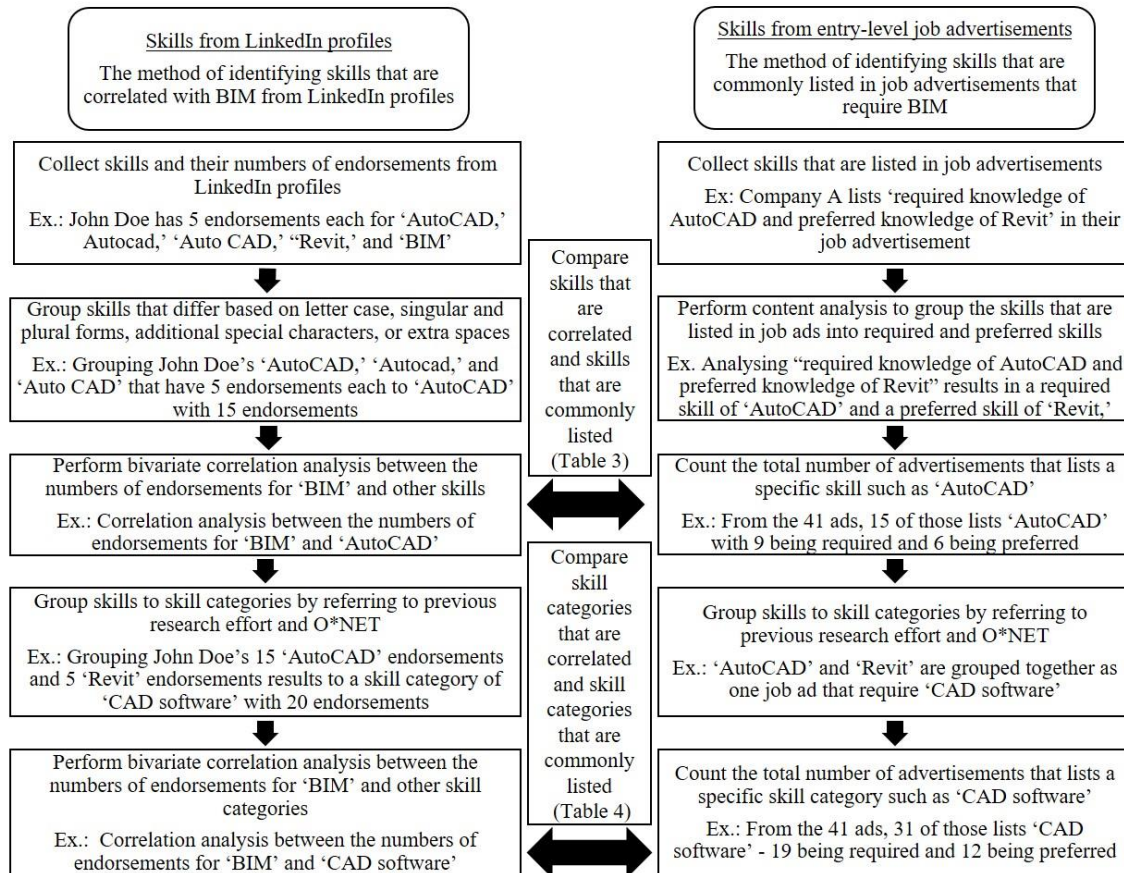 Skills from LinkedIn profiles
The method of identifying skills that are
correlated with BIM from LinkedIn profiles
Collect skills and their numbers of endorsements from
LinkedIn profiles
Ex.: John Doe has 5 endorsements each for ‘AutoCAD,’
Autocad,’ ‘Auto CAD,’ “Revit,’ and ‘BIM’
Group skills that differ based on letter case, singular and
plural forms, additional special characters, or extra spaces
Ex.: Grouping John Doe’s ‘AutoCAD,’ ‘Autocad,’ and
‘Auto CAD’ that have 5 endorsements each to ‘AutoCAD’
with 15 endorsements
Perform bivariate correlation analysis between the
numbers of endorsements for ‘BIM’ and other skills
Ex.: Correlation analysis between the numbers of
endorsements for ‘BIM’ and ‘AutoCAD’
Group skills to skill categories by referring to previous
research effort and O*NET
Ex.: Grouping John Doe’s 15 ‘AutoCAD’ endorsements
and 5 ‘Revit’ endorsements results to a skill category of
‘CAD software’ with 20 endorsements
Perform bivariate correlation analysis between the
numbers of endorsements for ‘BIM’ and other skill
categories
Ex.: Correlation analysis between the numbers of
endorsements for ‘BIM’ and ‘CAD software’
Compare
skills that
are
correlated
and skills
that are
commonly
listed
(Table 3)
Compare
skill
categories
that are
correlated
and skill
categories
that are
commonly
listed
(Table 4)
Skills from entry-level job advertisements
The method of identifying skills that are
commonly listed in job advertisements that
require BIM
Collect skills that are listed in job advertisements
Ex: Company A lists ‘required knowledge of
AutoCAD and preferred knowledge of Revit’ in their
job advertisement
Perform content analysis to group the skills that are
listed in job ads into required and preferred skills
Ex. Analysing “required knowledge of AutoCAD and
preferred knowledge of Revit” results in a required
skill of ‘AutoCAD’ and a preferred skill of ‘Revit,’
Count the total number of advertisements that lists a
specific skill such as ‘AutoCAD’
Ex.: From the 41 ads, 15 of those lists ‘AutoCAD’
with 9 being required and 6 being preferred
Group skills to skill categories by referring to
previous research effort and O*NET
Ex.: ‘AutoCAD’ and ‘Revit’ are grouped together as
one job ad that require ‘CAD software’
Count the total number of advertisements that lists a
specific skill category such as ‘CAD software’
Ex.: From the 41 ads, 31 of those lists ‘CAD
software’ - 19 being required and 12 being preferred